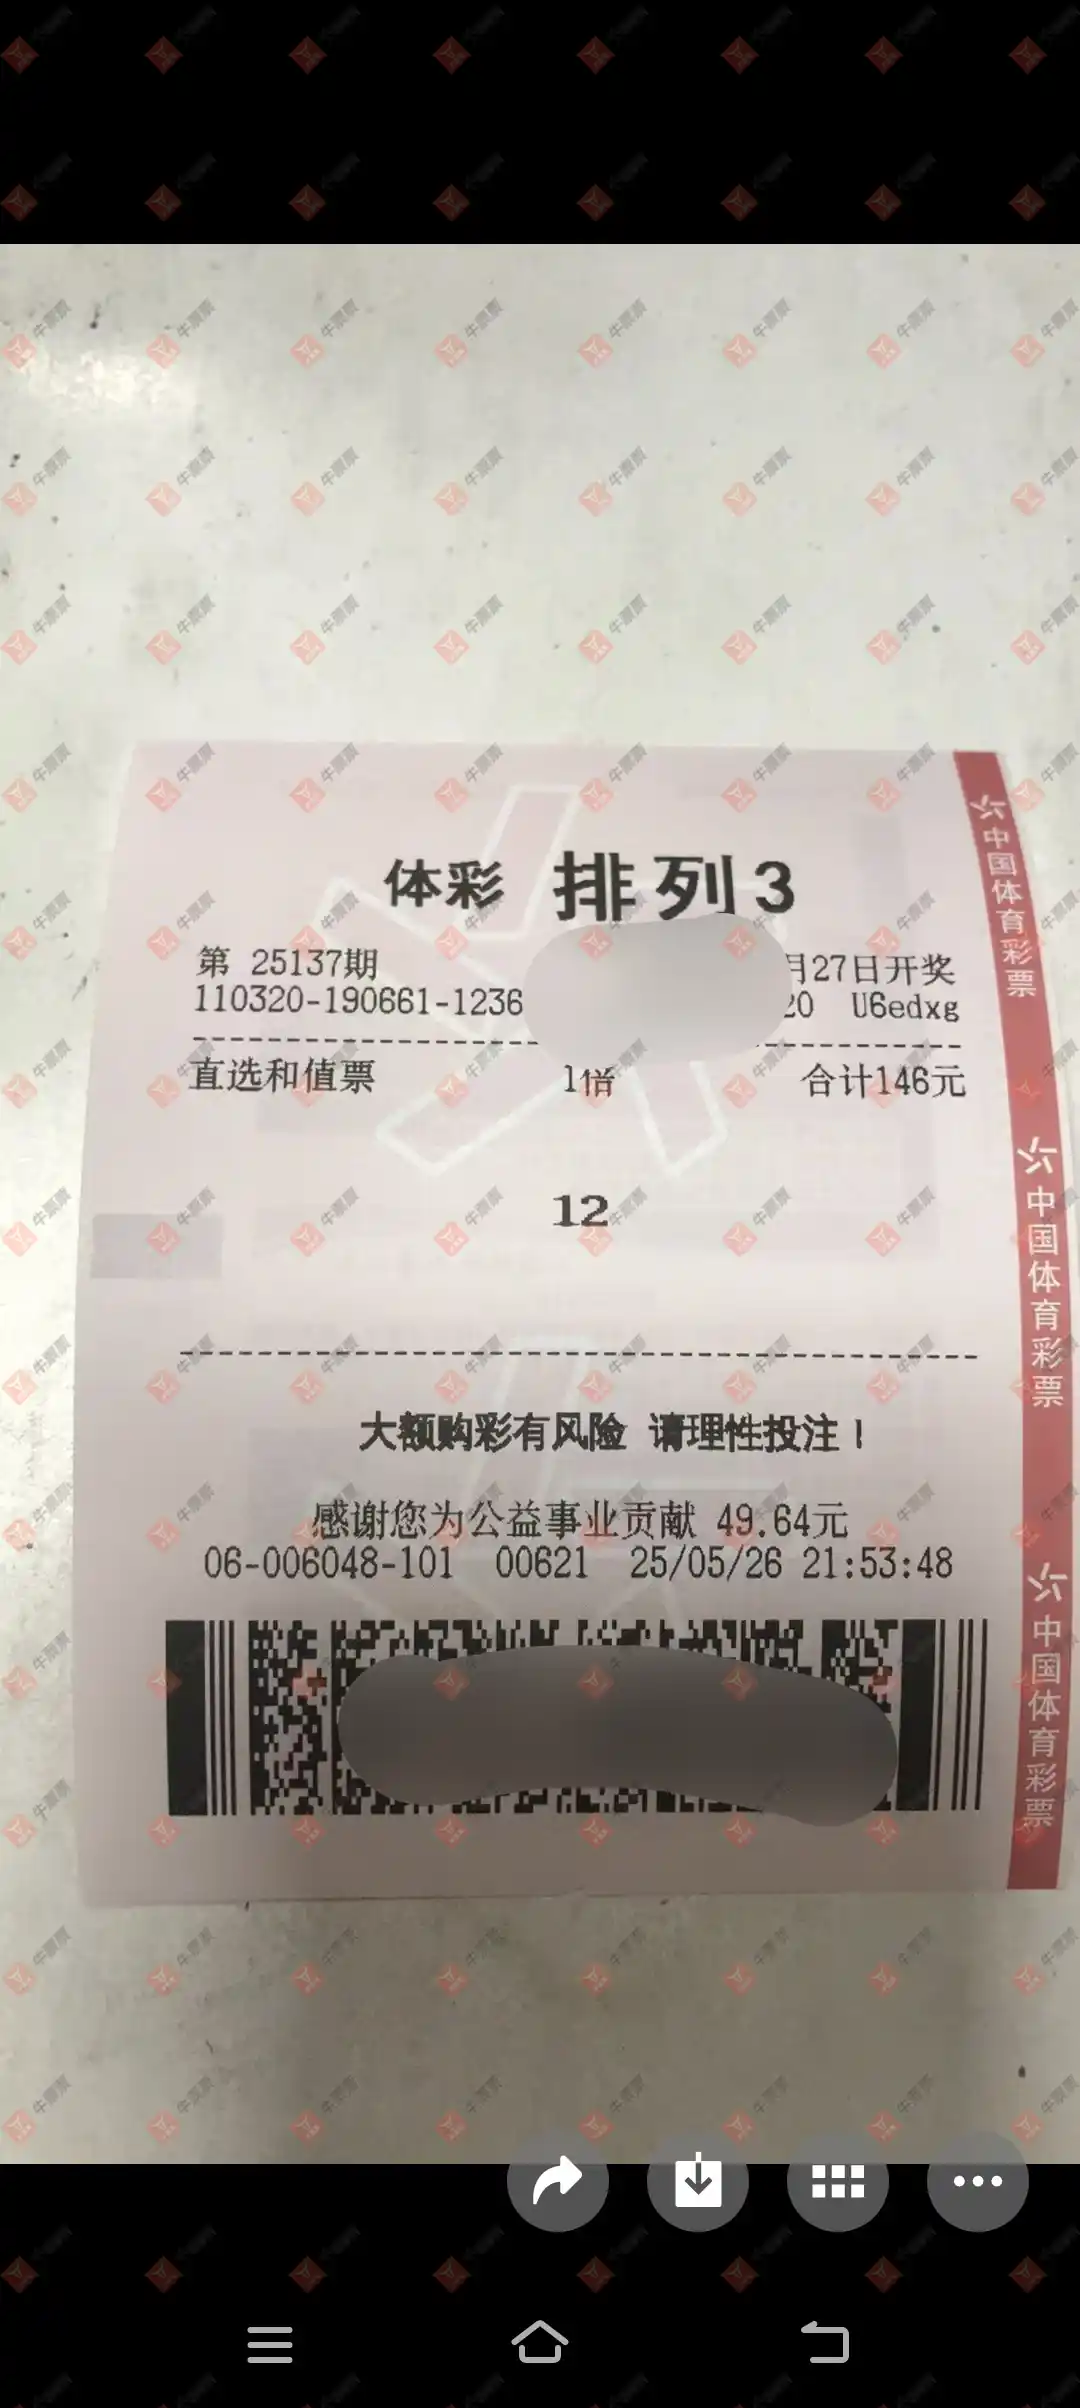 体彩 排列3
第 25137期 月27日开奖
110320-190661-1236 20 U6edxg
直选和值票 1倍 合计146元
12
大额购彩有风险 请理性投注！
感谢您为公益事业贡献 49.64元
06-006048-101 00621 25/05/26 21:53:48
中国体育彩票
中国体育彩票
中国体育彩票
牛票票